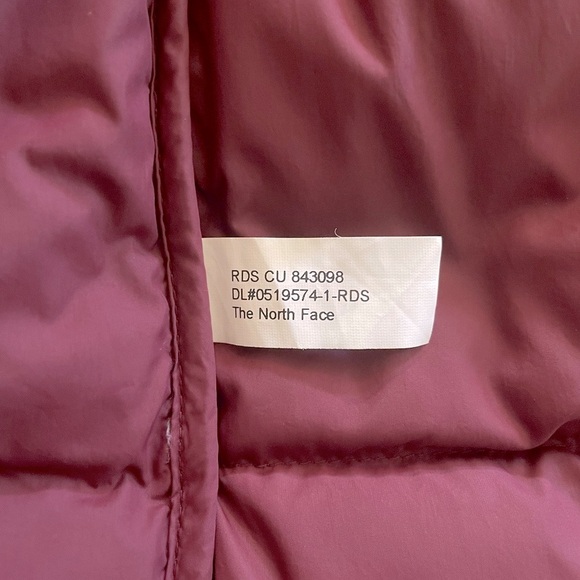 RDS CU 843098
DL#0519574-1-RDS
The North Face